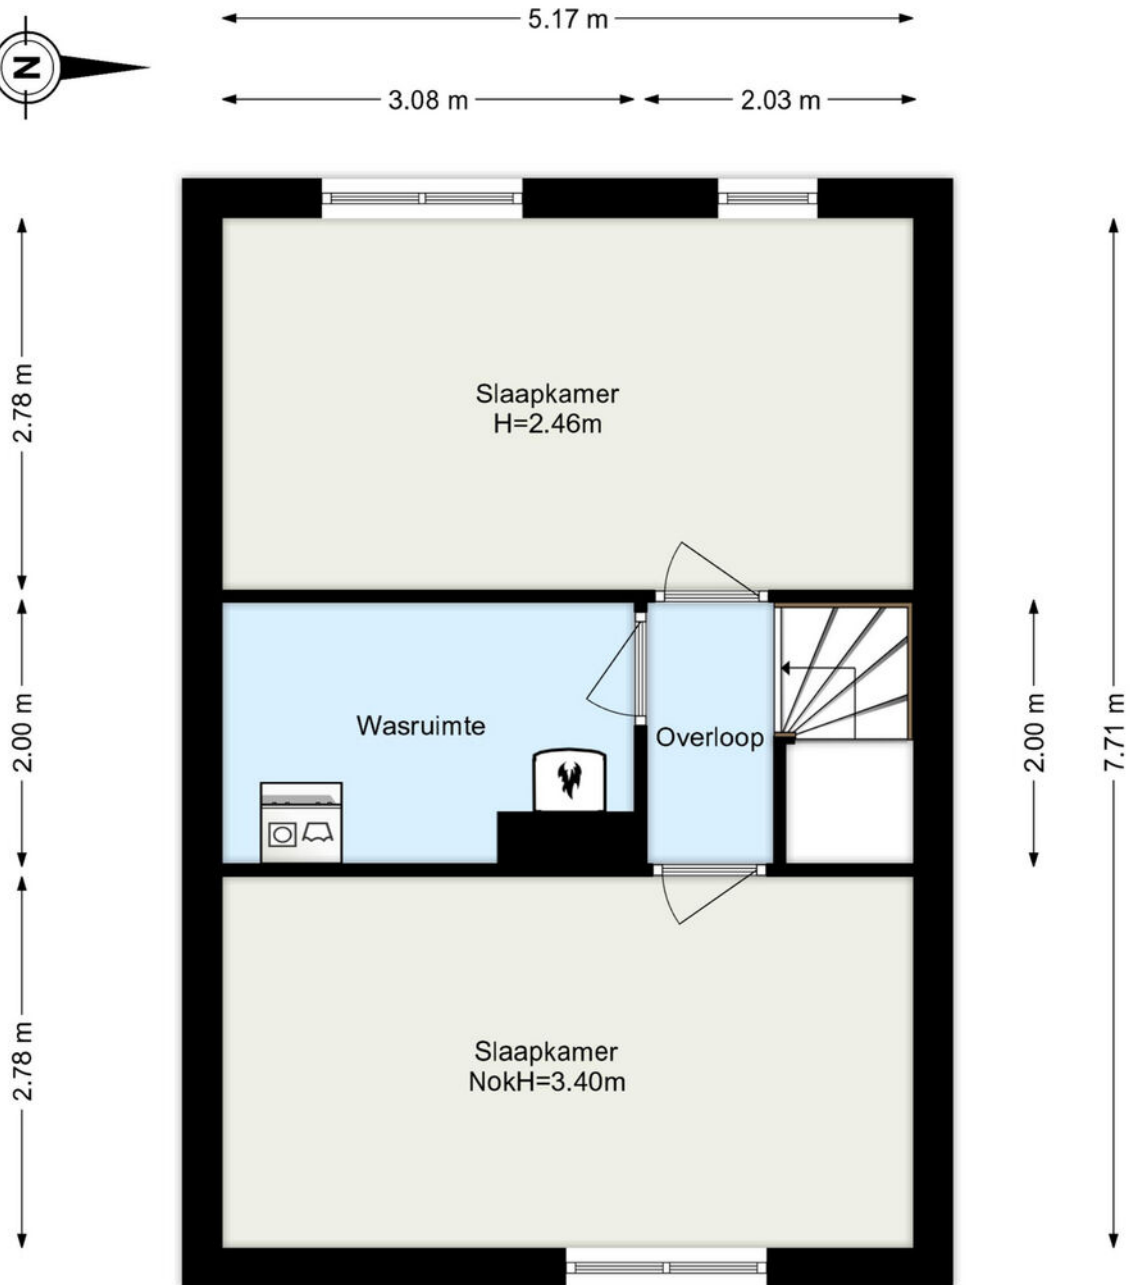 5.17 m
N
3.08 m
2.03 m
2.78 m
Slaapkamer
H=2.46m
2.00 m
Wasruimte
Overloop
2.00 m
7.71 m
2.78 m
Slaapkamer
NokH=3.40m